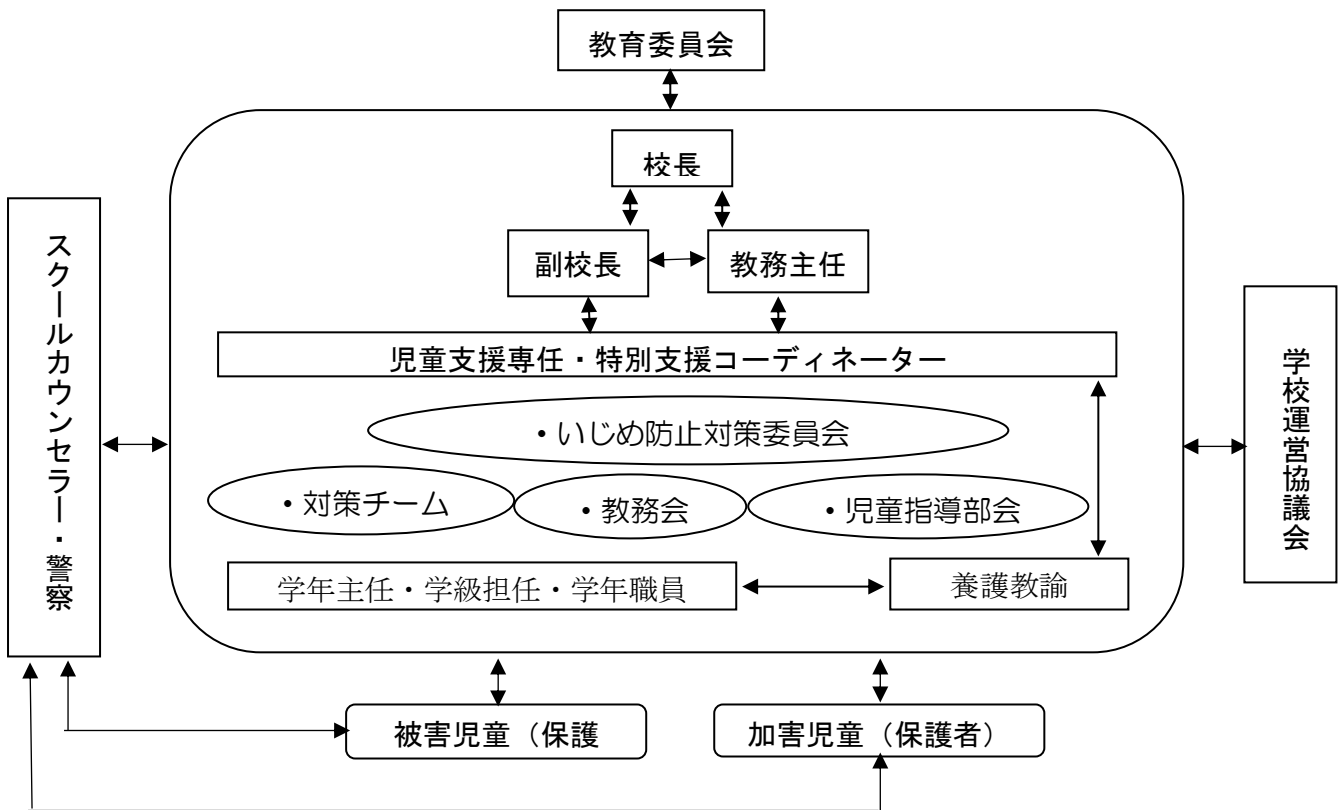 教育委員会
校長
副校長
教務主任
児童支援専任・特別支援コーディネーター
・いじめ防止対策委員会
・対策チーム
・教務会
・児童指導部会
学年主任・学級担任・学年職員
養護教諭
スクールカウンセラー・警察
学校運営協議会
被害児童（保護
加害児童（保護者）